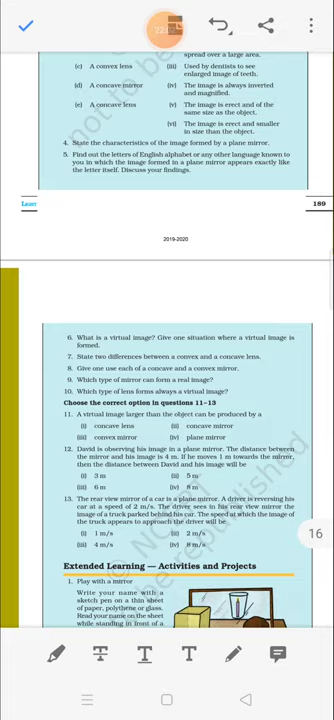 spread over a large area.
(c) A convex lens (iii) Used by dentists to see
enlarged image of teeth.
(d) A concave mirror (iv) The image is always inverted
and magnified.
(e) A concave lens (v) The image is erect and of the
same size as the object.
(vi) The image is erect and smaller
in size than the object.
4. State the characteristics of the image formed by a plane mirror.
5. Find out the letters of English alphabet or any other language known to
you in which the image formed in a plane mirror appears exactly like
the letter itself. Discuss your findings.
189
2019-2020
6. What is a virtual image? Give one situation where a virtual image is
formed.
7. State two differences between a convex and a concave lens.
8. Give one use each of a concave and a convex mirror.
9. Which type of mirror can form a real image?
10. Which type of lens forms always a virtual image?
Choose the correct option in questions 11–13
11. A virtual image larger than the object can be produced by a
(i) concave lens (ii) concave mirror
(iii) convex mirror (iv) plane mirror
12. David is observing his image in a plane mirror. The distance between
the mirror and his image is 4 m. If he moves 1 m towards the mirror,
then the distance between David and his image will be
(i) 3 m (ii) 5 m
(iii) 6 m (iv) 8 m
13. The rear view mirror of a car is a plane mirror. A driver is reversing his
car at a speed of 2 m/s. The driver sees in his rear view mirror the
image of a truck parked behind his car. The speed at which the image of
the truck appears to approach the driver will be
(i) 1 m/s (ii) 2 m/s
(iii) 4 m/s (iv) 8 m/s
16
Extended Learning — Activities and Projects
1. Play with a mirror
Write your name with a
sketch pen on a thin sheet
of paper, polythene or glass.
Read your name on the sheet
while standing in front of a
T T T